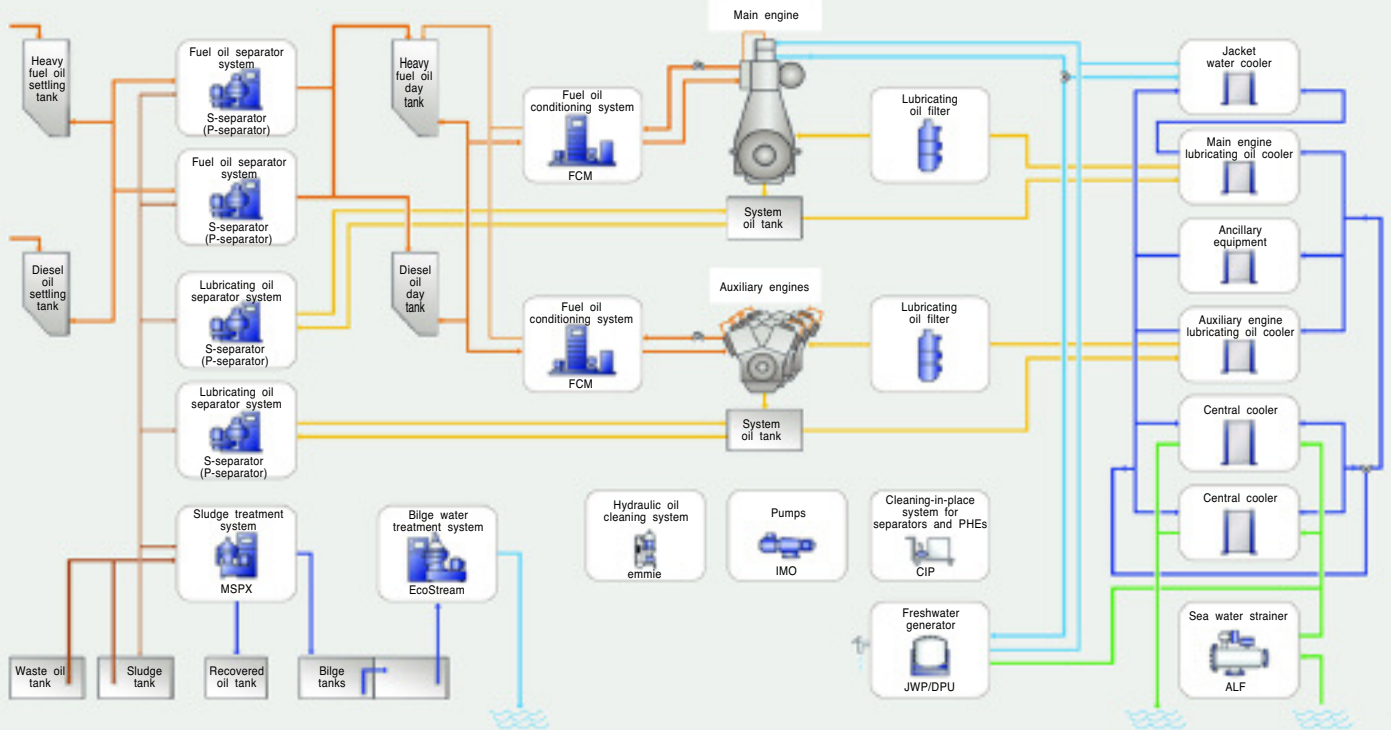 Main engine
Heavy
fuel oil
settling
tank
Fuel oil separator
system
S-separator
(P-separator)
Heavy
fuel oil
day
tank
Fuel oil
conditioning system
FCM
Lubricating
oil filter
Jacket
water cooler
Main engine
lubricating oil cooler
Fuel oil separator
system
S-separator
(P-separator)
System
oil tank
Ancillary
equipment
Diesel
oil
settling
tank
Lubricating oil
separator system
S-separator
(P-separator)
Diesel
oil
day
tank
Fuel oil
conditioning system
FCM
Auxiliary engines
Lubricating
oil filter
Auxiliary engine
lubricating oil cooler
Lubricating oil
separator system
S-separator
(P-separator)
System
oil tank
Central cooler
Central cooler
Sludge treatment
system
MSPX
Bilge water
treatment system
EcoStream
Hydraulic oil
cleaning system
emmie
Pumps
IMO
Cleaning-in-place
system for
separators and PHEs
CIP
Freshwater
generator
JWP/DPU
Sea water strainer
ALF
Waste oil
tank
Sludge
tank
Recovered
oil tank
Bilge
tanks